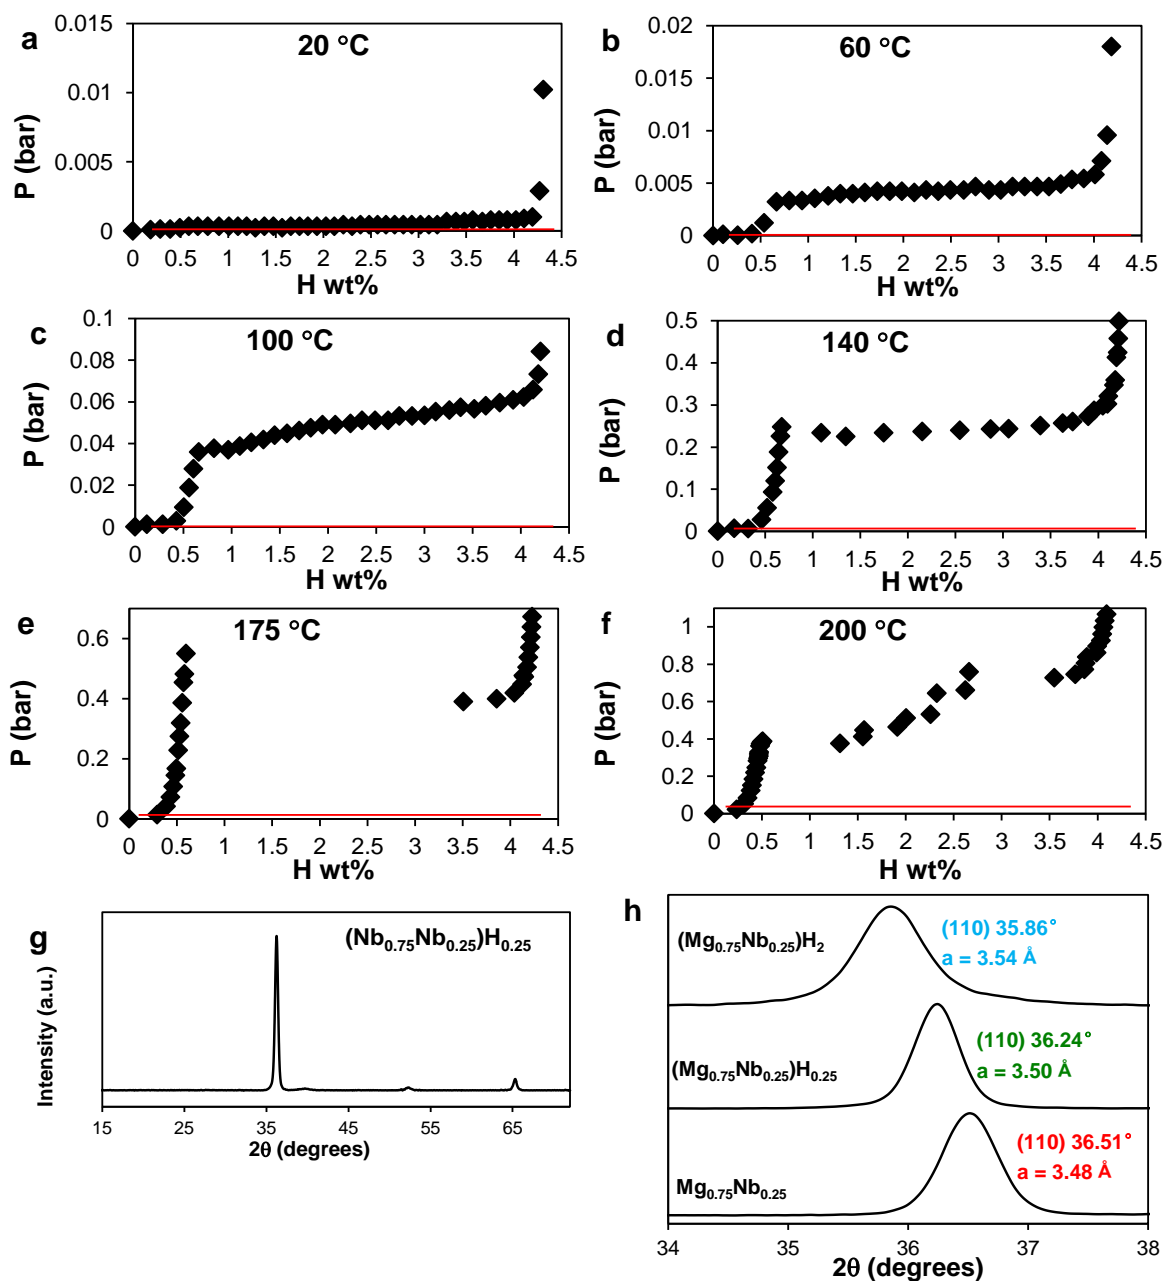 a
20 °C
0.015
0.01
0.005
0
P (bar)
0 0.5 1 1.5 2 2.5 3 3.5 4 4.5
H wt%
b
60 °C
0.02
0.015
0.01
0.005
0
P (bar)
0 0.5 1 1.5 2 2.5 3 3.5 4 4.5
H wt%
c
100 °C
0.1
0.08
0.06
0.04
0.02
0
P (bar)
0 0.5 1 1.5 2 2.5 3 3.5 4 4.5
H wt%
d
140 °C
0.5
0.4
0.3
0.2
0.1
0
P (bar)
0 0.5 1 1.5 2 2.5 3 3.5 4 4.5
H wt%
e
175 °C
0.6
0.4
0.2
0
P (bar)
0 0.5 1 1.5 2 2.5 3 3.5 4 4.5
H wt%
f
200 °C
1
0.8
0.6
0.4
0.2
0
P (bar)
0 0.5 1 1.5 2 2.5 3 3.5 4 4.5
H wt%
g
(Nb0.75Nb0.25)H0.25
Intensity (a.u.)
15 25 35 45 55 65
2θ (degrees)
h
(Mg0.75Nb0.25)H2
(110) 35.86°
a = 3.54 Å
(Mg0.75Nb0.25)H0.25
(110) 36.24°
a = 3.50 Å
Mg0.75Nb0.25
(110) 36.51°
a = 3.48 Å
34 35 36 37 38
2θ (degrees)